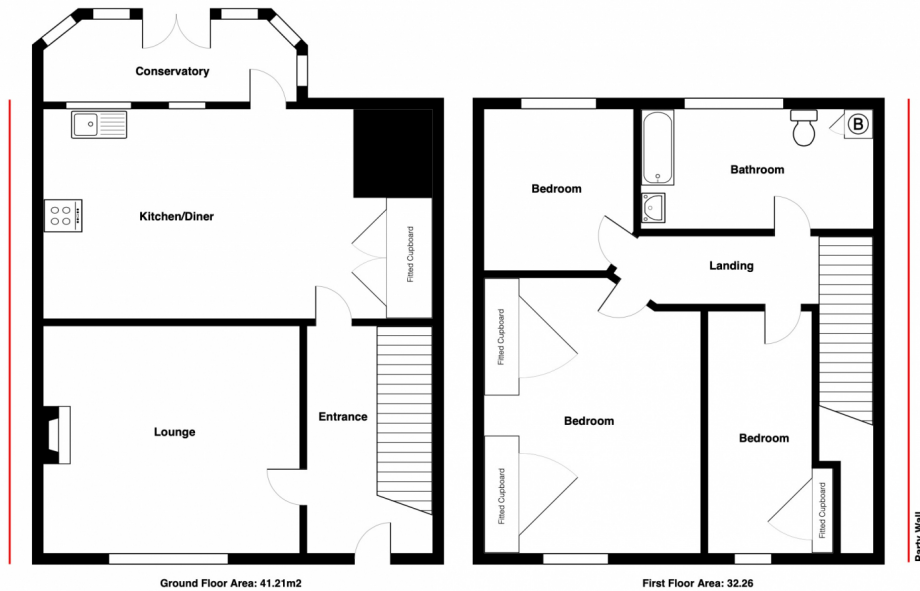 Conservatory
Kitchen/Diner
Fitted Cupboard
Lounge
Entrance
Ground Floor Area: 41.21m2
Bedroom
Bathroom
B
Landing
Fitted Cupboard
Bedroom
Bedroom
Fitted Cupboard
Fitted Cupboard
First Floor Area: 32.26
Party Wall